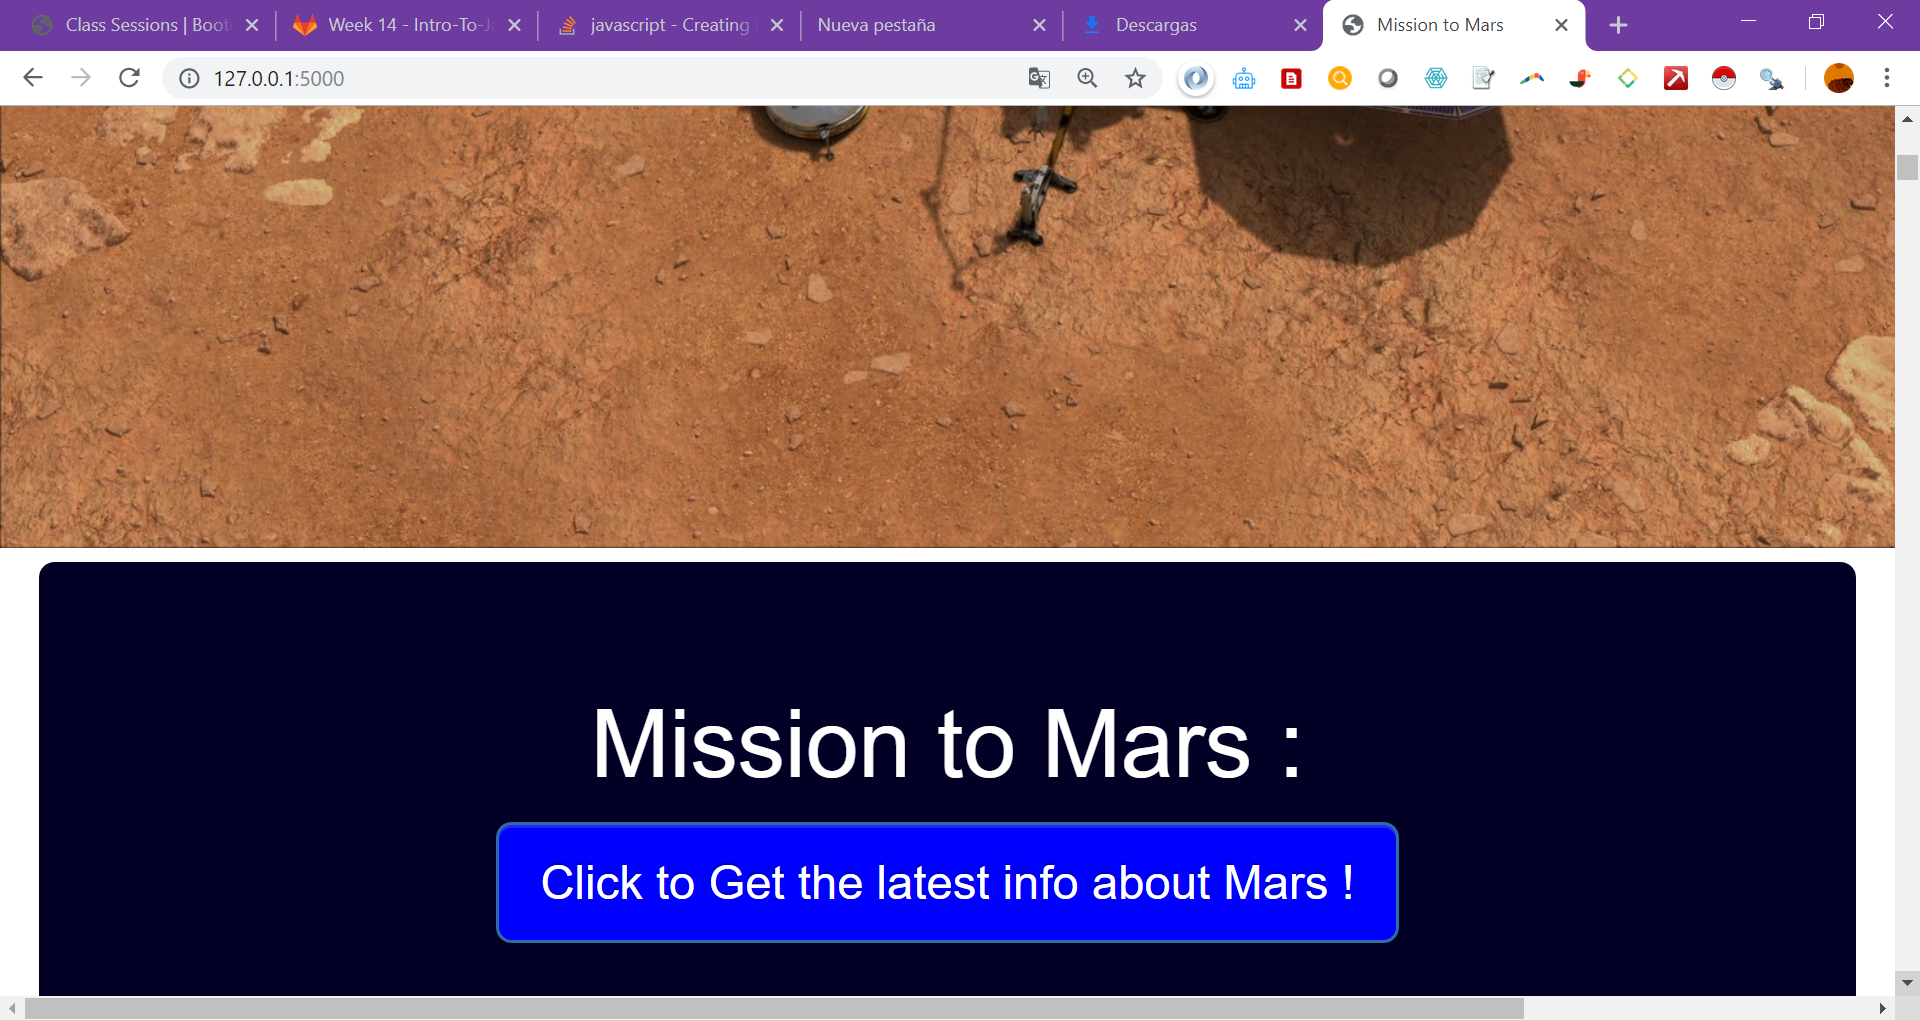 Class Sessions | Boot
Week 14 - Intro-To-J
javascript - Creating
Nueva pestaña
Descargas
Mission to Mars
127.0.0.1:5000
Mission to Mars :
Click to Get the latest info about Mars !